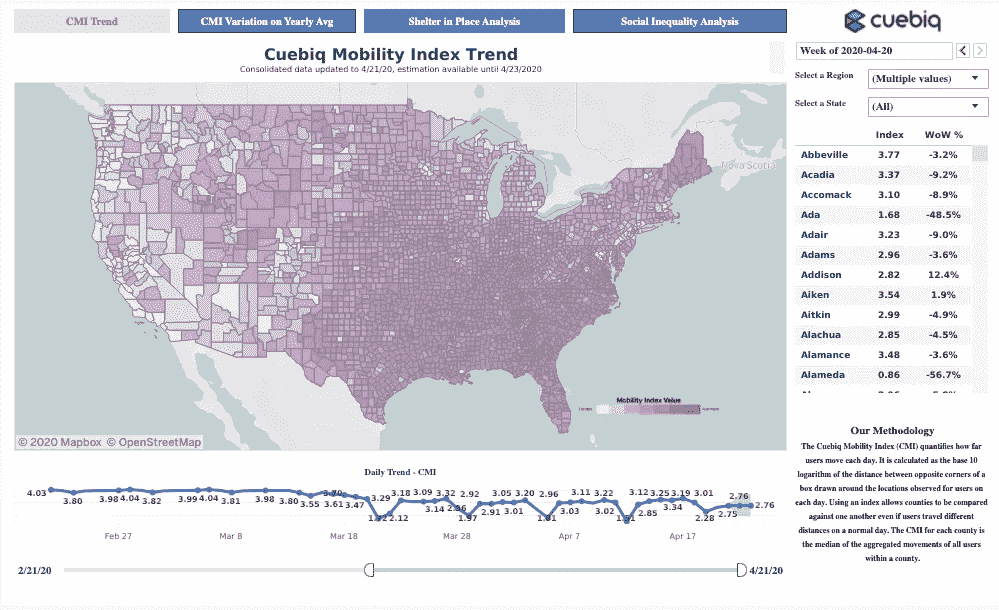 CMI Trend
CMI Variation on Yearly Avg
Shelter in Place Analysis
Social Inequality Analysis
cuebiq
Cuebiq Mobility Index Trend
Consolidated data updated to 4/21/20, estimation available until 4/23/2020
Week of 2020-04-20
Select a Region
(Multiple values)
Select a State
(All)
Index WoW %
Abbeville 3.77 -3.2%
Acadia 3.37 -9.2%
Accomack 3.10 -8.9%
Ada 1.68 -48.5%
Adair 3.23 -9.0%
Adams 2.96 -3.6%
Addison 2.82 12.4%
Aiken 3.54 1.9%
Aitkin 2.99 -4.9%
Alachua 2.85 -4.5%
Alamance 3.48 -3.6%
Alameda 0.86 -56.7%
Nova Scotia
Mobility Index Value
© 2020 Mapbox © OpenStreetMap
Our Methodology
The Cuebiq Mobility Index (CMI) quantifies how far
users move each day. It is calculated as the base 10
logarithm of the distance between opposite corners of a
box drawn around the locations observed for users on
each day. Using an index allows counties to be compared
against one another even if users travel different
distances on a normal day. The CMI for each county is
the median of the aggregated movements of all users
within a county.
Daily Trend - CMI
4.03 3.80 3.98 4.04 3.82 3.99 4.04 3.81 3.98 3.80 3.55 3.70 3.61 3.47 3.29 2.12 3.18 3.09 3.14 3.32 2.56 1.97 2.92 2.91 3.05 3.01 3.20 2.96 3.03 3.11 3.02 3.22 2.85 3.12 3.25 3.34 3.19 2.28 3.01 2.75 2.76 2.76
Feb 27 Mar 8 Mar 18 Mar 28 Apr 7 Apr 17
2/21/20 4/21/20